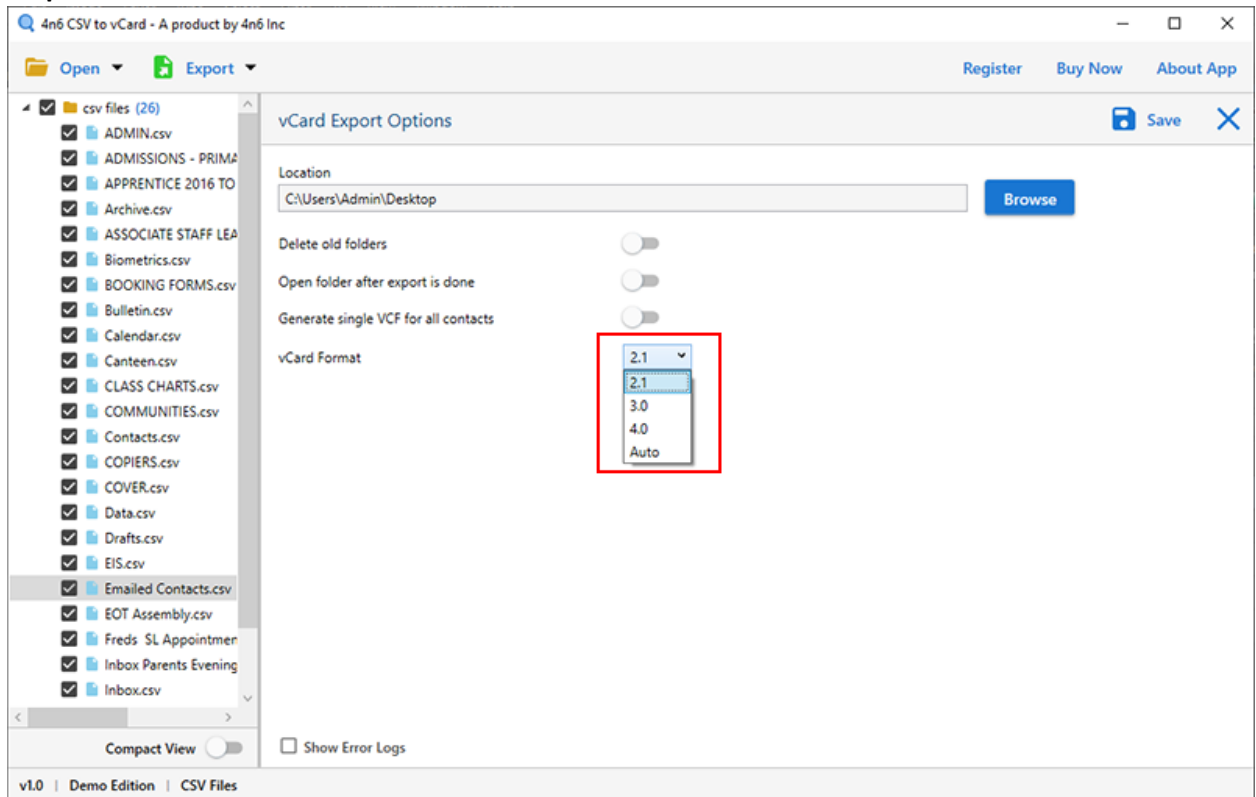 4n6 CSV to vCard - A product by 4n6 Inc
Open Export Register Buy Now About App
csv files (26)
ADMIN.csv
ADMISSIONS - PRIMA
APPRENTICE 2016 TO
Archive.csv
ASSOCIATE STAFF LEA
Biometrics.csv
BOOKING FORMS.csv
Bulletin.csv
Calendar.csv
Canteen.csv
CLASS CHARTS.csv
COMMUNITIES.csv
Contacts.csv
COPIERS.csv
COVER.csv
Data.csv
Drafts.csv
EIS.csv
Emailed Contacts.csv
EOT Assembly.csv
Freds SL Appointmen
Inbox Parents Evening
Inbox.csv
Compact View
vCard Export Options Save
Location
C:\Users\Admin\Desktop Browse
Delete old folders
Open folder after export is done
Generate single VCF for all contacts
vCard Format 2.1
2.1
3.0
4.0
Auto
Show Error Logs
v1.0 | Demo Edition | CSV Files